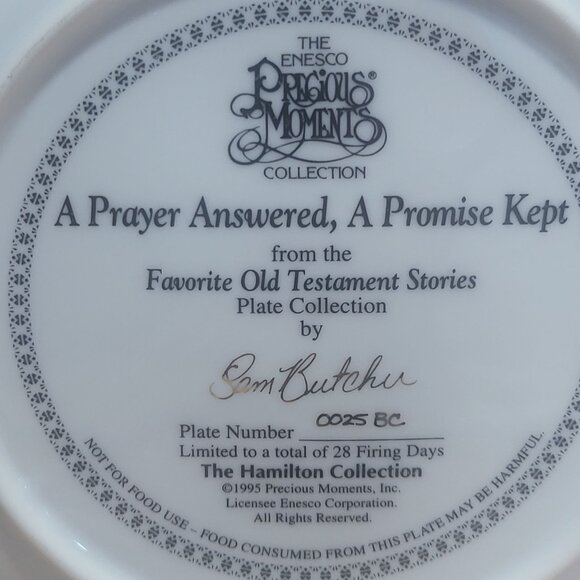 THE
ENESCO
PRECIOUS®
MOMENTS
COLLECTION
A Prayer Answered, A Promise Kept
from the
Favorite Old Testament Stories
Plate Collection
by
Sam Butcher
Plate Number 0025 BC
Limited to a total of 28 Firing Days
The Hamilton Collection
©1995 Precious Moments, Inc.
Licensee Enesco Corporation.
All Rights Reserved.
NOT FOR FOOD USE – FOOD CONSUMED FROM THIS PLATE MAY BE HARMFUL.